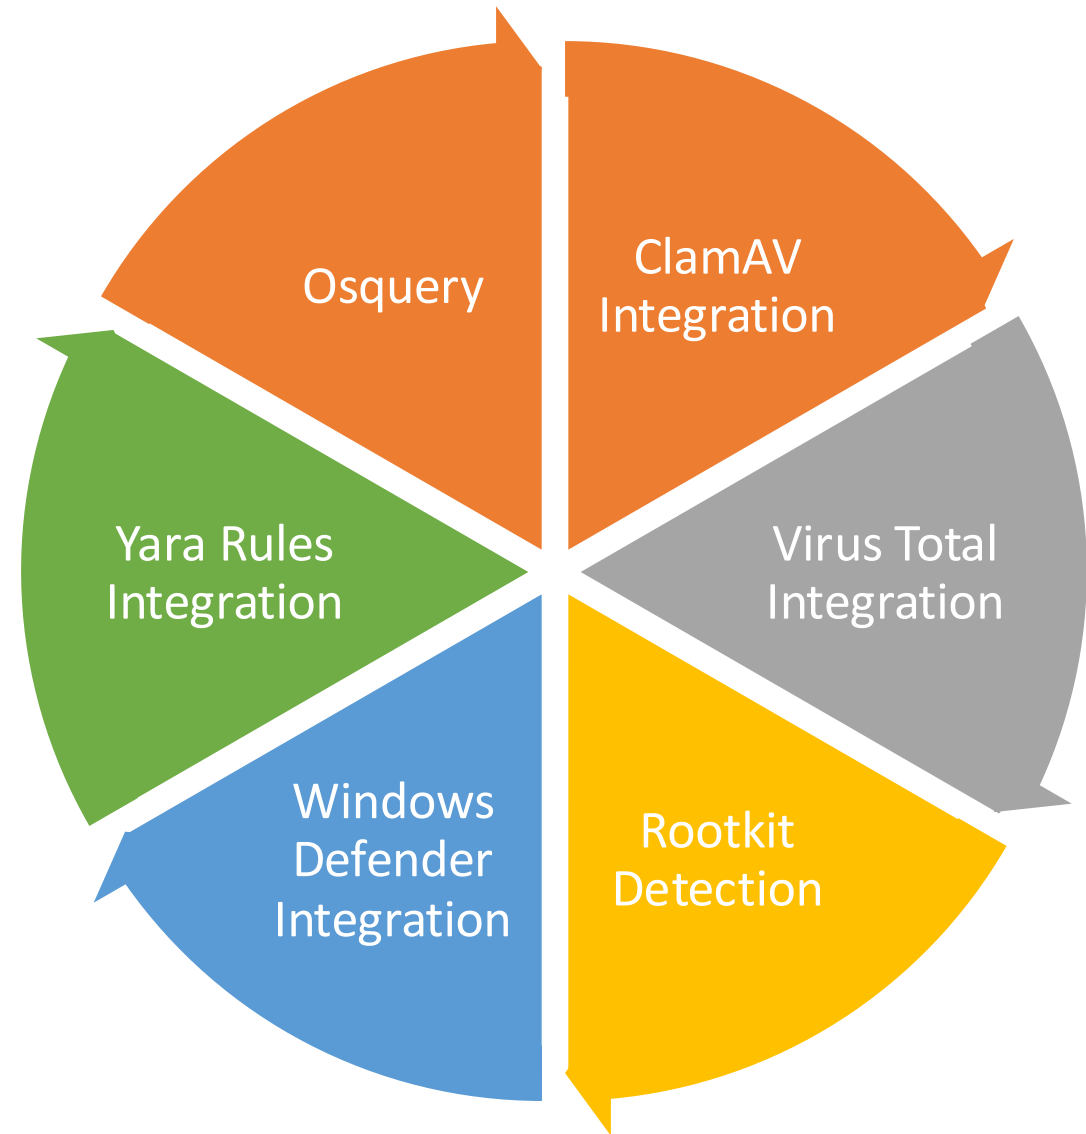 Osquery
ClamAV
Integration
Virus Total
Integration
Rootkit
Detection
Windows
Defender
Integration
Yara Rules
Integration